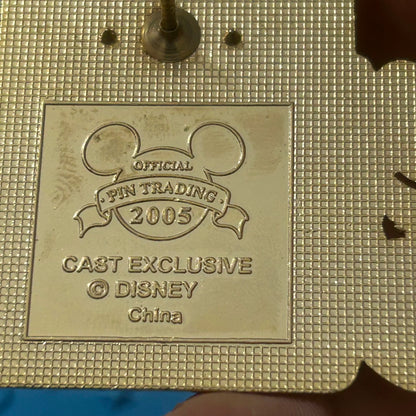 OFFICIAL
·PIN TRADING·
2005
CAST EXCLUSIVE
© DISNEY
China